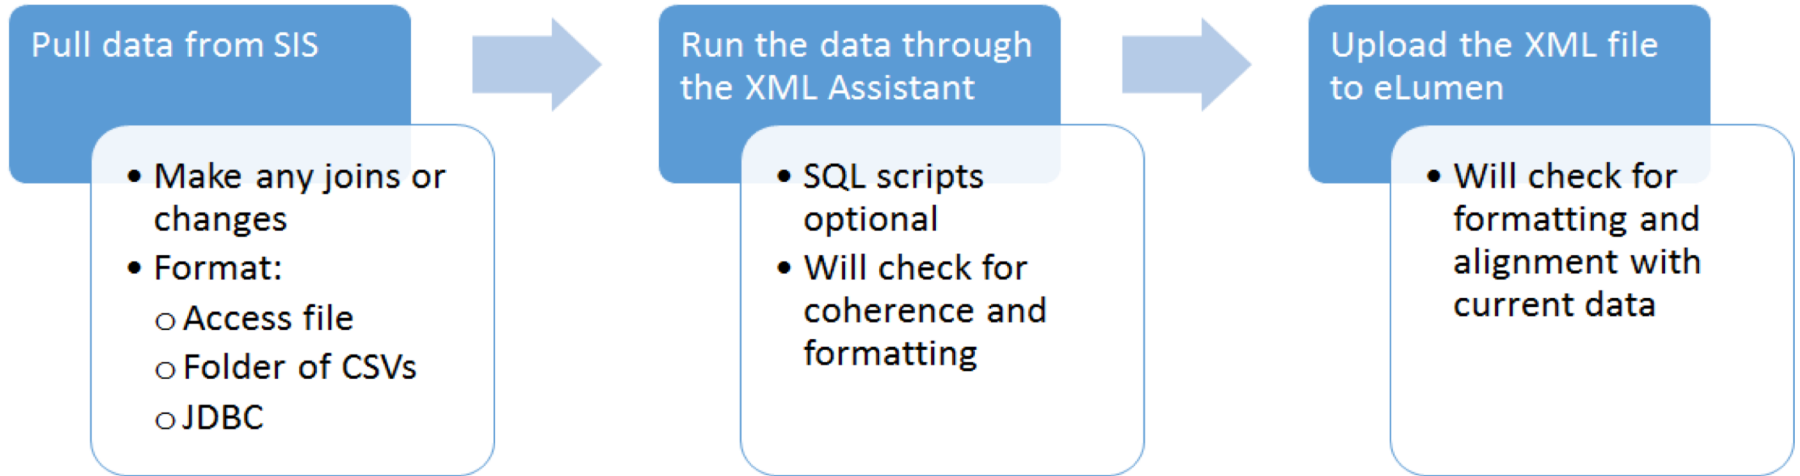 Pull data from SIS
• Make any joins or
changes
• Format:
o Access file
o Folder of CSVs
o JDBC
Run the data through
the XML Assistant
• SQL scripts
optional
• Will check for
coherence and
formatting
Upload the XML file
to eLumen
• Will check for
formatting and
alignment with
current data